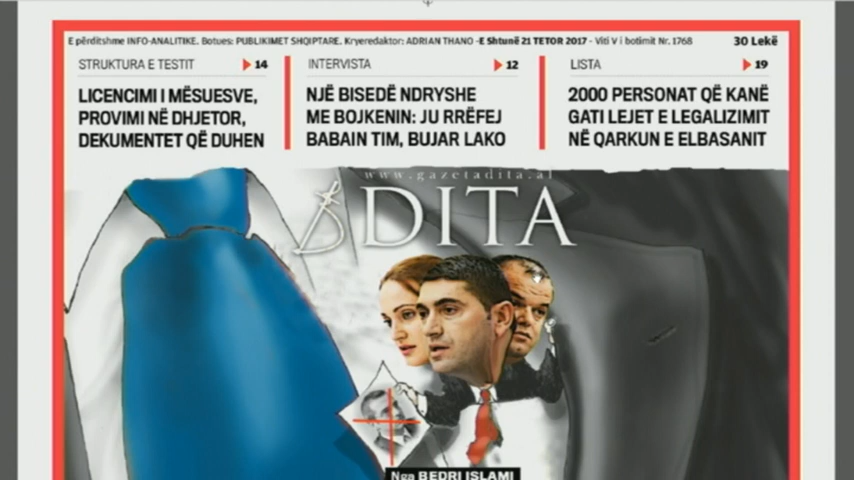 E përditshme INFO-ANALITIKE. Botues: PUBLIKIMET SHQIPTARE. Kryeredaktor: ADRIAN THANO - E Shtunë 21 TETOR 2017 - Viti V i botimit Nr. 1768
30 Lekë
STRUKTURA E TESTIT 14
LICENCIMI I MËSUESVE,
PROVIMI NË DHJETOR,
DEKUMENTET QË DUHEN
INTERVISTA 12
NJË BISEDË NDRYSHE
ME BOJKENIN: JU RRËFEJ
BABAIN TIM, BUJAR LAKO
LISTA 19
2000 PERSONAT QË KANË
GATI LEJET E LEGALIZIMIT
NË QARKUN E ELBASANIT
www.gazetadita.al
DITA
Nga BEDRI ISLAMI